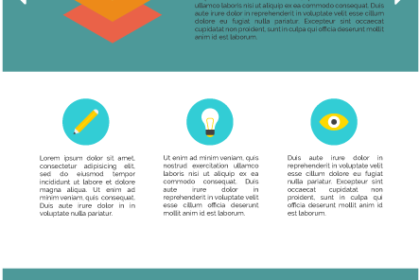 laboris nisi ut aliquip ex ea commodo consequat. Duis
aute irure dolor in reprehenderit in voluptate velit esse cillum
dolore eu fugiat nulla pariatur. Excepteur sint occaecat
cupidatat non proident, sunt in culpa qui officia deserunt
mollit anim id est laborum.
Lorem ipsum dolor sit amet,
consectetur adipisicing elit,
sed do eiusmod tempor
incididunt ut labore et dolore
magna aliqua. Ut enim ad
minim veniam, quis consequat.
Duis aute irure dolor in
in voluptate nulla pariatur.
Ut enim ad minim veniam, quis
nostrud exercitation ullamco
laboris nisi ut aliquip ex ea
commodo consequat. Duis
aute irure dolor in
reprehenderit in voluptate velit
esse cillum dolore deserunt
mollit anim id est laborum.
Duis aute irure dolor in
reprehenderit in voluptate velit
esse cillum dolore eu fugiat
nulla pariatur. Excepteur sint
occaecat cupidatat non
proident, sunt in culpa qui
officia deserunt mollit anim id
est laborum.